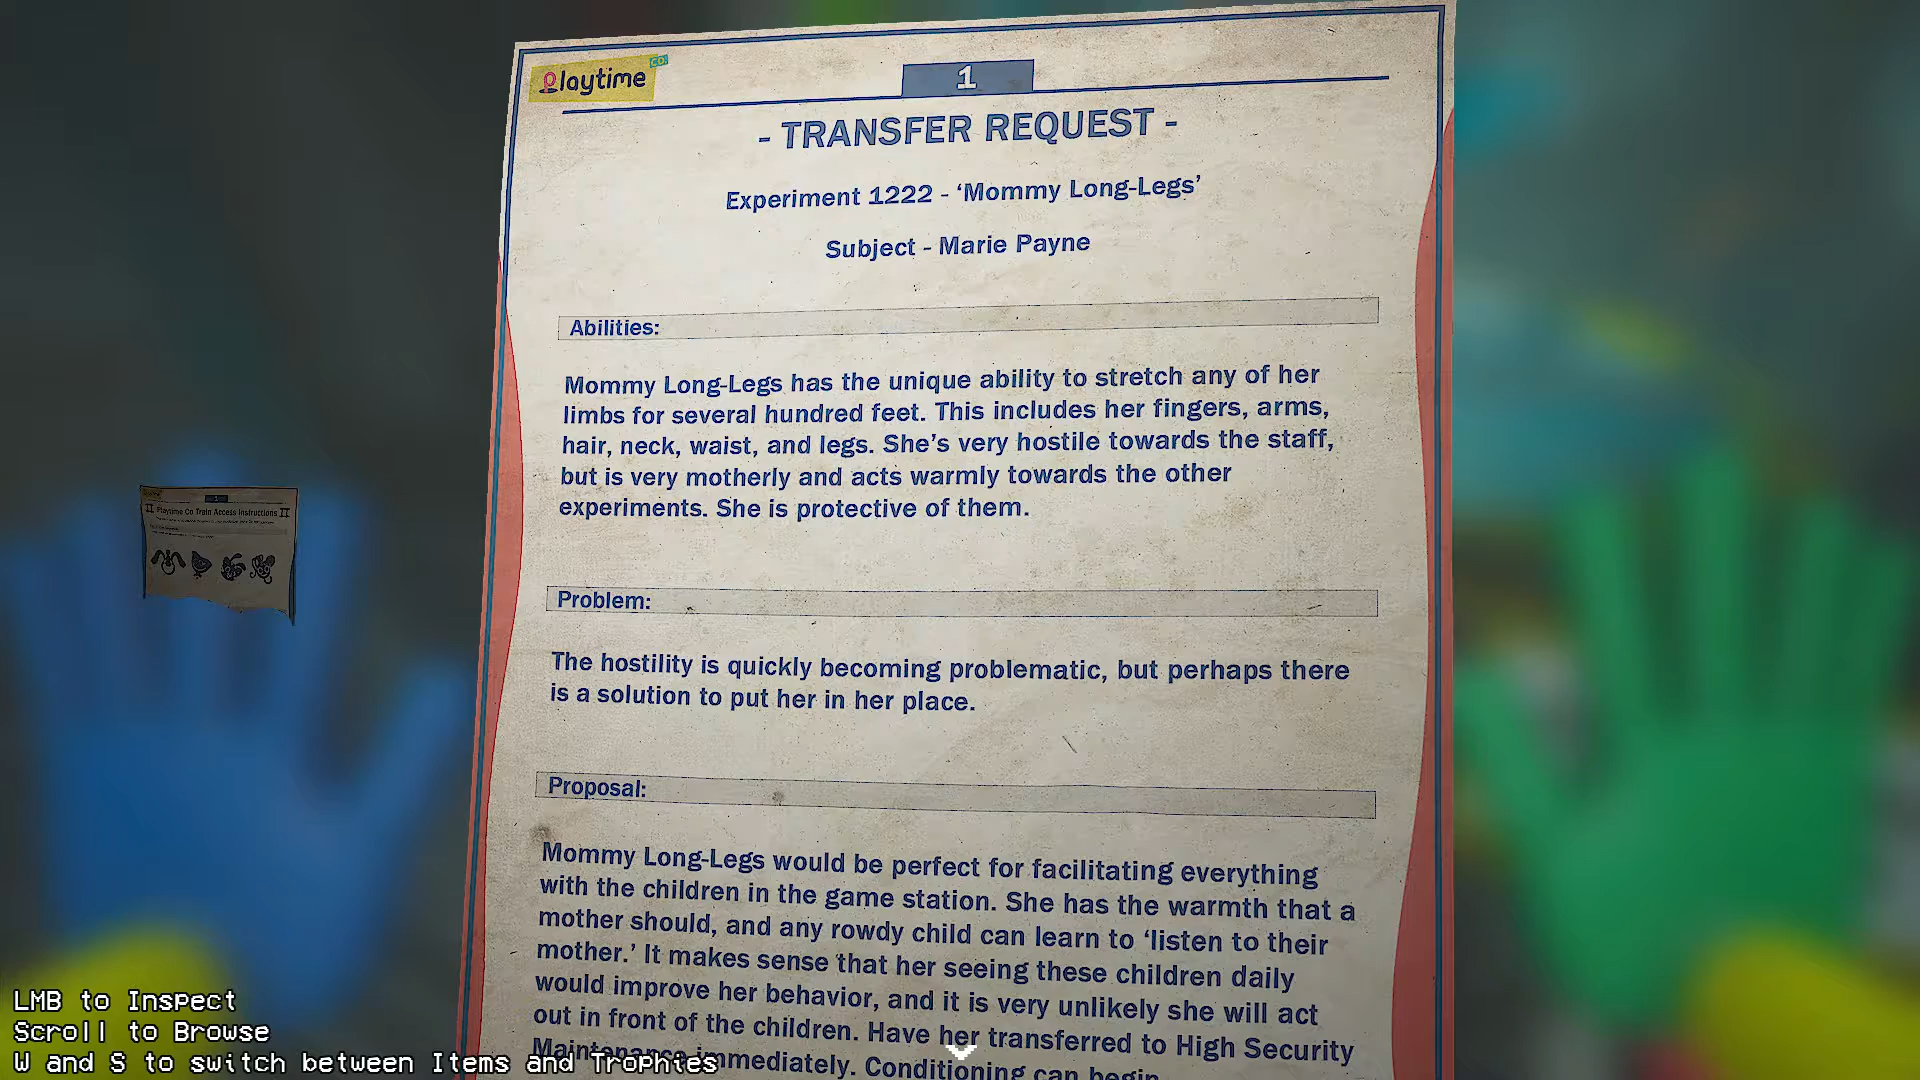 Playtime CO.
1
- TRANSFER REQUEST -
Experiment 1222 - ‘Mommy Long-Legs’
Subject - Marie Payne
Abilities:
Mommy Long-Legs has the unique ability to stretch any of her
limbs for several hundred feet. This includes her fingers, arms,
hair, neck, waist, and legs. She’s very hostile towards the staff,
but is very motherly and acts warmly towards the other
experiments. She is protective of them.
Problem:
The hostility is quickly becoming problematic, but perhaps there
is a solution to put her in her place.
Proposal:
Mommy Long-Legs would be perfect for facilitating everything
with the children in the game station. She has the warmth that a
mother should, and any rowdy child can learn to ‘listen to their
mother.’ It makes sense that her seeing these children daily
would improve her behavior, and it is very unlikely she will act
out in front of the children. Have her transferred to High Security
Maintenance immediately. Conditioning can begin
Playtime Co Train Access Instructions
LMB to Inspect
Scroll to Browse
W and S to switch between Items and Trophies